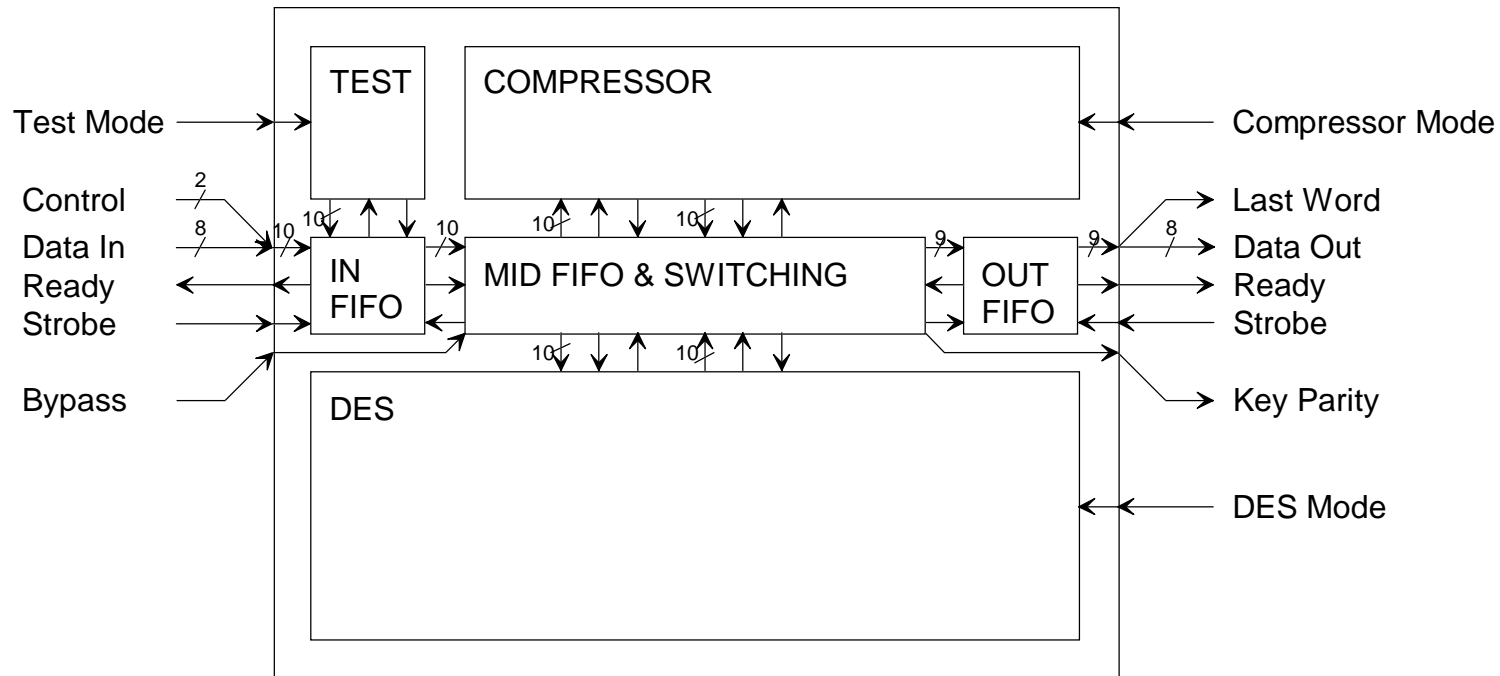 TEST
COMPRESSOR
Test Mode
Compressor Mode
2
Control
10
10
10
Last Word
8
10
10
9
9
8
Data In
Data Out
IN
FIFO
MID FIFO & SWITCHING
OUT
FIFO
Ready
Ready
Strobe
Strobe
10
10
Bypass
Key Parity
DES
DES Mode